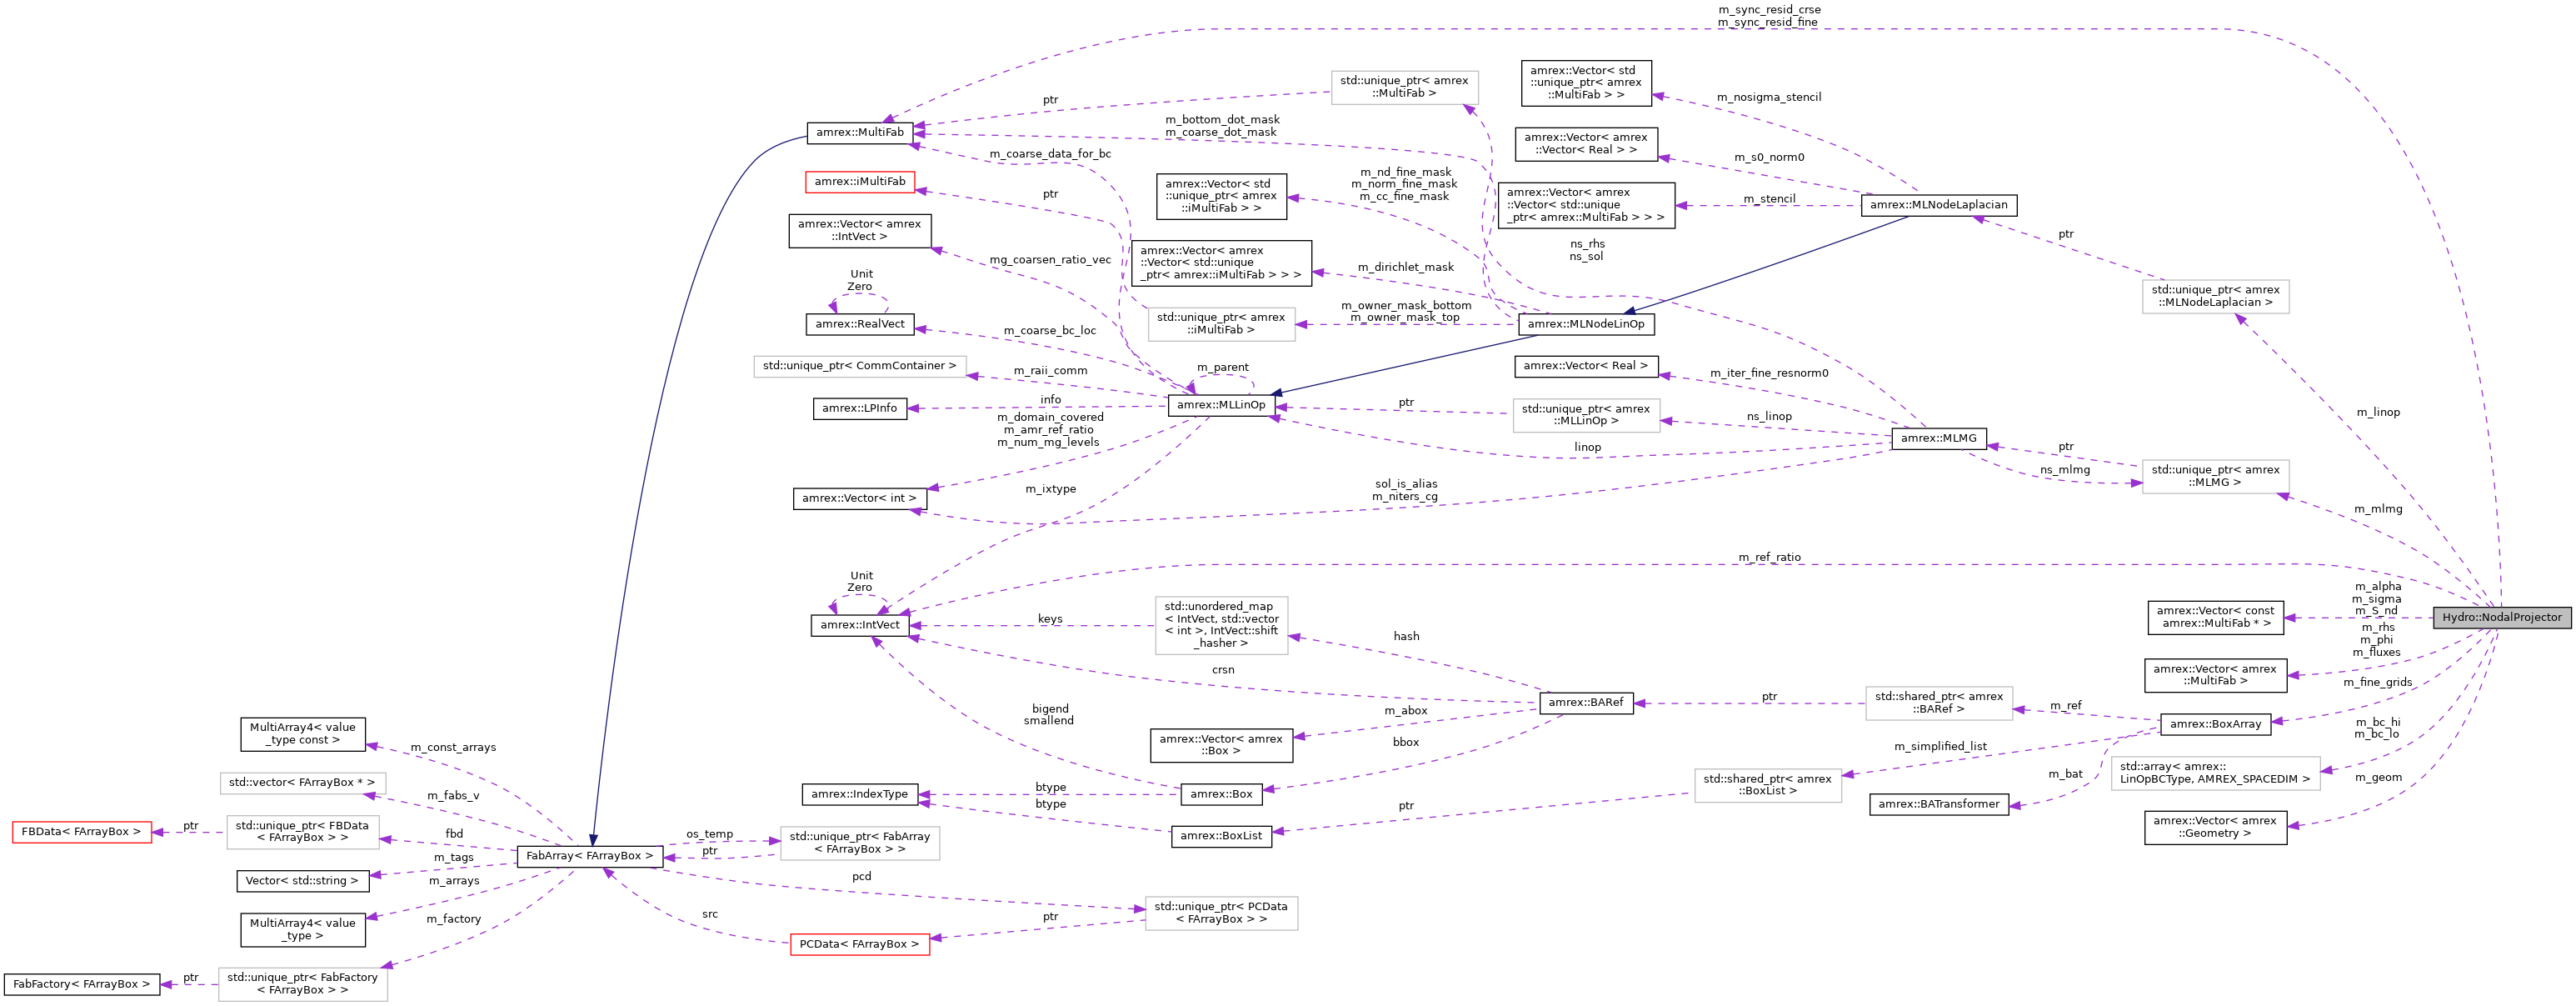 m_sync_resid_crse
m_sync_resid_fine
amrex::Vector< std
::unique_ptr< amrex
::MultiFab > >
std::unique_ptr< amrex
::MultiFab >
m_nosigma_stencil
ptr
amrex::MultiFab
m_bottom_dot_mask
m_coarse_dot_mask
amrex::Vector< amrex
::Vector< Real > >
m_s0_norm0
m_coarse_data_for_bc
amrex::iMultiFab
ptr
amrex::Vector< std
::unique_ptr< amrex
::iMultiFab > >
m_nd_fine_mask
m_norm_fine_mask
m_cc_fine_mask
amrex::Vector< amrex
::Vector< std::unique
_ptr< amrex::MultiFab > > >
m_stencil
amrex::MLNodeLaplacian
amrex::Vector< amrex
::IntVect >
mg_coarsen_ratio_vec
amrex::Vector< amrex
::Vector< std::unique
_ptr< amrex::iMultiFab > > >
m_dirichlet_mask
ns_rhs
ns_sol
ptr
std::unique_ptr< amrex
::MLNodeLaplacian >
Unit
Zero
amrex::RealVect
m_coarse_bc_loc
std::unique_ptr< amrex
::iMultiFab >
m_owner_mask_bottom
m_owner_mask_top
amrex::MLNodeLinOp
std::unique_ptr< CommContainer >
m_raii_comm
m_parent
amrex::Vector< Real >
m_iter_fine_resnorm0
amrex::LPInfo
info
amrex::MLLinOp
ptr
std::unique_ptr< amrex
::MLLinOp >
ns_linop
m_linop
m_domain_covered
m_amr_ref_ratio
m_num_mg_levels
linop
amrex::MLMG
ptr
ns_mlmg
std::unique_ptr< amrex
::MLMG >
amrex::Vector< int >
m_ixtype
sol_is_alias
m_niters_cg
m_mlmg
m_ref_ratio
Unit
Zero
amrex::IntVect
keys
std::unordered_map
< IntVect, std::vector
< int >, IntVect::shift
_hasher >
hash
amrex::Vector< const
amrex::MultiFab * >
m_alpha
m_sigma
m_S_nd
Hydro::NodalProjector
m_rhs
m_phi
m_fluxes
crsn
amrex::Vector< amrex
::MultiFab >
m_fine_grids
bigend
smallend
m_abox
amrex::BARef
ptr
std::shared_ptr< amrex
::BARef >
m_ref
amrex::BoxArray
m_bc_hi
m_bc_lo
amrex::Vector< amrex
::Box >
bbox
m_simplified_list
m_bat
std::array< amrex::
LinOpBCType, AMREX_SPACEDIM >
m_geom
amrex::IndexType
btype
btype
amrex::Box
amrex::BoxList
ptr
std::shared_ptr< amrex
::BoxList >
amrex::BATransformer
amrex::Vector< amrex
::Geometry >
MultiArray4< value
_type const >
m_const_arrays
std::vector< FArrayBox * >
m_fabs_v
FBData< FArrayBox >
ptr
std::unique_ptr< FBData
< FArrayBox > >
fbd
os_temp
ptr
std::unique_ptr< FabArray
< FArrayBox > >
FabArray< FArrayBox >
Vector< std::string >
m_tags
m_arrays
pcd
MultiArray4< value
_type >
m_factory
src
PCData< FArrayBox >
ptr
std::unique_ptr< PCData
< FArrayBox > >
FabFactory< FArrayBox >
ptr
std::unique_ptr< FabFactory
< FArrayBox > >